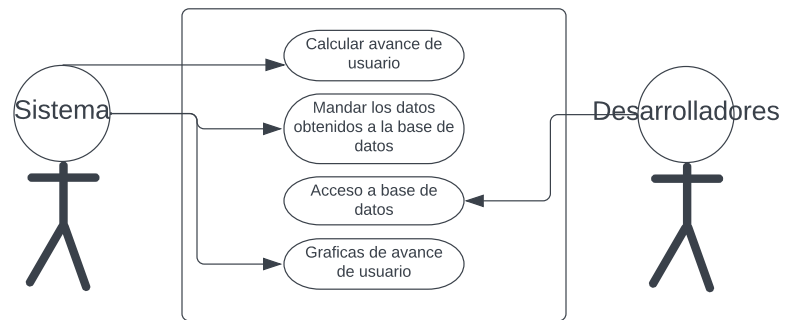 Calcular avance de
usuario
Sistema
Mandar los datos
obtenidos a la base de
datos
Desarrolladores
Acceso a base de
datos
Graficas de avance
de usuario